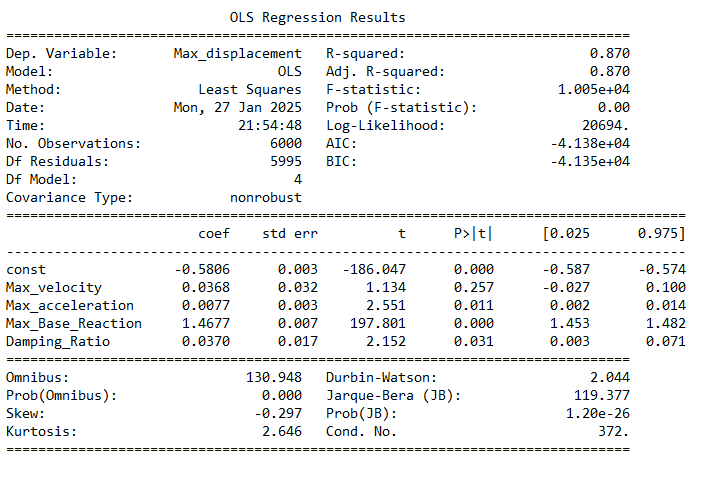 OLS Regression Results
==============================================================================
Dep. Variable:       Max_displacement   R-squared:                       0.870
Model:                            OLS   Adj. R-squared:                  0.870
Method:                 Least Squares   F-statistic:                 1.005e+04
Date:                Mon, 27 Jan 2025   Prob (F-statistic):               0.00
Time:                        21:54:48   Log-Likelihood:                 20694.
No. Observations:                6000   AIC:                        -4.138e+04
Df Residuals:                    5995   BIC:                        -4.135e+04
Df Model:                           4
Covariance Type:            nonrobust
=====================================================================================
                        coef    std err          t      P>|t|      [0.025      0.975]
-------------------------------------------------------------------------------------
const                -0.5806      0.003   -186.047      0.000      -0.587      -0.574
Max_velocity          0.0368      0.032      1.134      0.257      -0.027       0.100
Max_acceleration      0.0077      0.003      2.551      0.011       0.002       0.014
Max_Base_Reaction     1.4677      0.007    197.801      0.000       1.453       1.482
Damping_Ratio         0.0370      0.017      2.152      0.031       0.003       0.071
==============================================================================
Omnibus:                      130.948   Durbin-Watson:                   2.044
Prob(Omnibus):                  0.000   Jarque-Bera (JB):              119.377
Skew:                          -0.297   Prob(JB):                     1.20e-26
Kurtosis:                       2.646   Cond. No.                         372.
==============================================================================